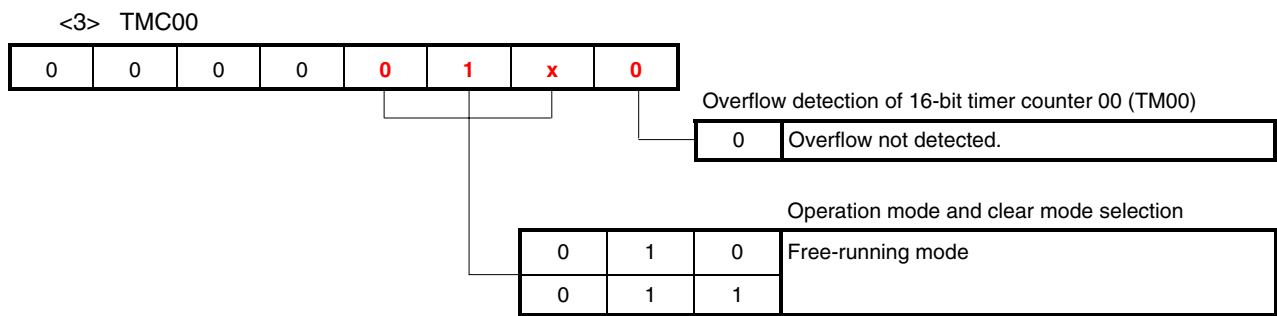 <3> TMC00
0 0 0 0 0 1 x 0
Overflow detection of 16-bit timer counter 00 (TM00)
0 Overflow not detected.
Operation mode and clear mode selection
0 1 0 Free-running mode
0 1 1